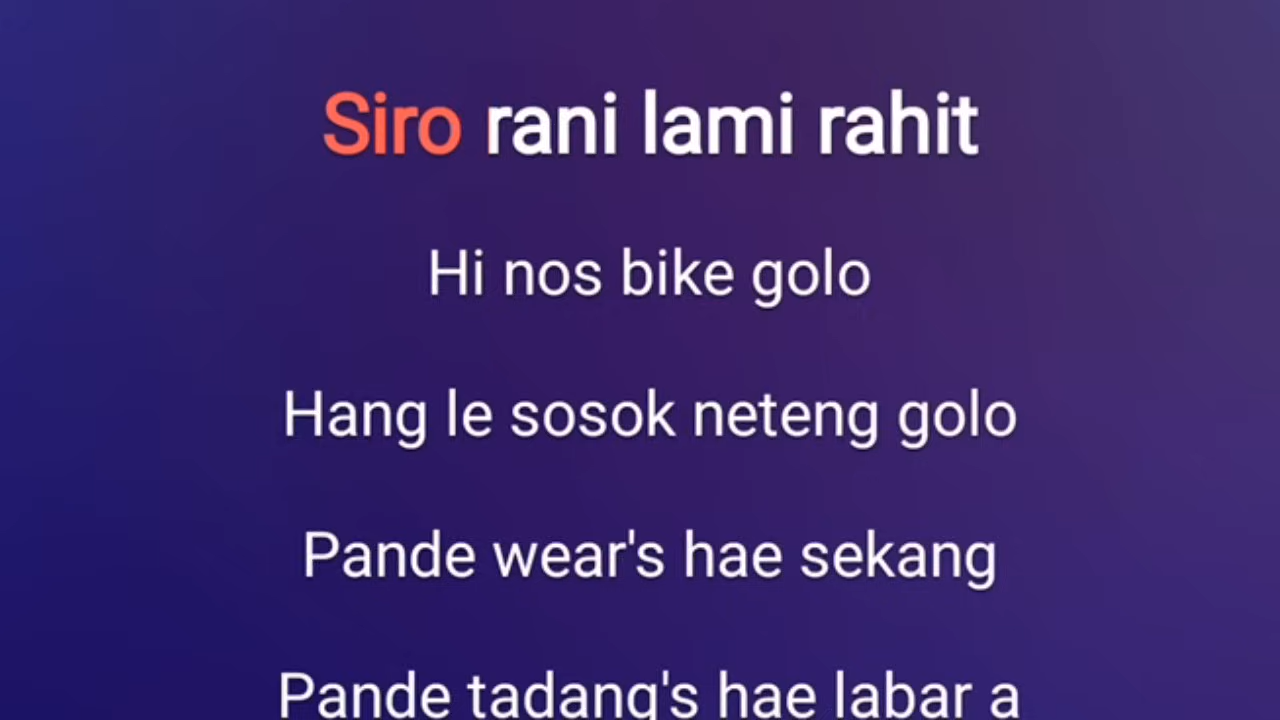 Siro rani lami rahit
Hi nos bike golo
Hang le sosok neteng golo
Pande wear's hae sekang
Pande tadang's hae labar a